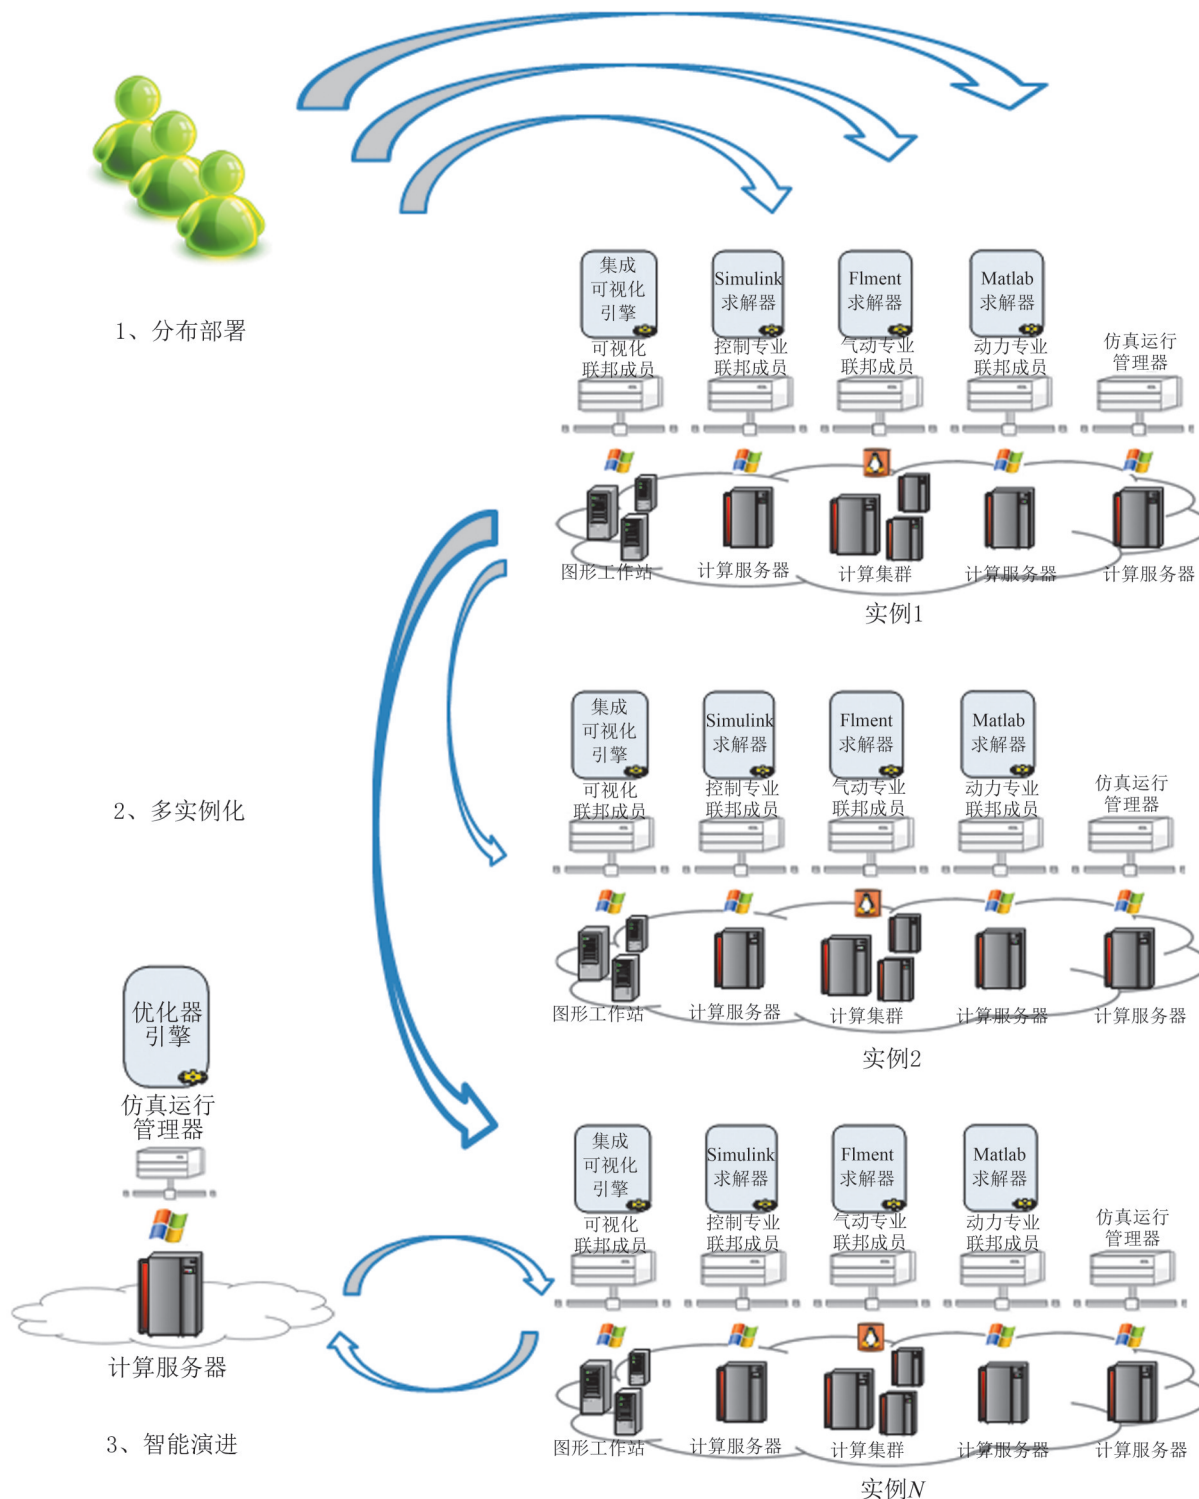 集成
可视化
引擎
Simulink
求解器
Flment
求解器
Matlab
求解器
1、分布部署
可视化
联邦成员
控制专业
联邦成员
气动专业
联邦成员
动力专业
联邦成员
仿真运行
管理器
图形工作站
计算服务器
计算集群
计算服务器
计算服务器
实例1
集成
可视化
引擎
Simulink
求解器
Flment
求解器
Matlab
求解器
2、多实例化
可视化
联邦成员
控制专业
联邦成员
气动专业
联邦成员
动力专业
联邦成员
仿真运行
管理器
图形工作站
计算服务器
计算集群
计算服务器
计算服务器
实例2
优化器
引擎
仿真运行
管理器
计算服务器
3、智能演进
集成
可视化
引擎
Simulink
求解器
Flment
求解器
Matlab
求解器
可视化
联邦成员
控制专业
联邦成员
气动专业
联邦成员
动力专业
联邦成员
仿真运行
管理器
图形工作站
计算服务器
计算集群
计算服务器
计算服务器
实例N